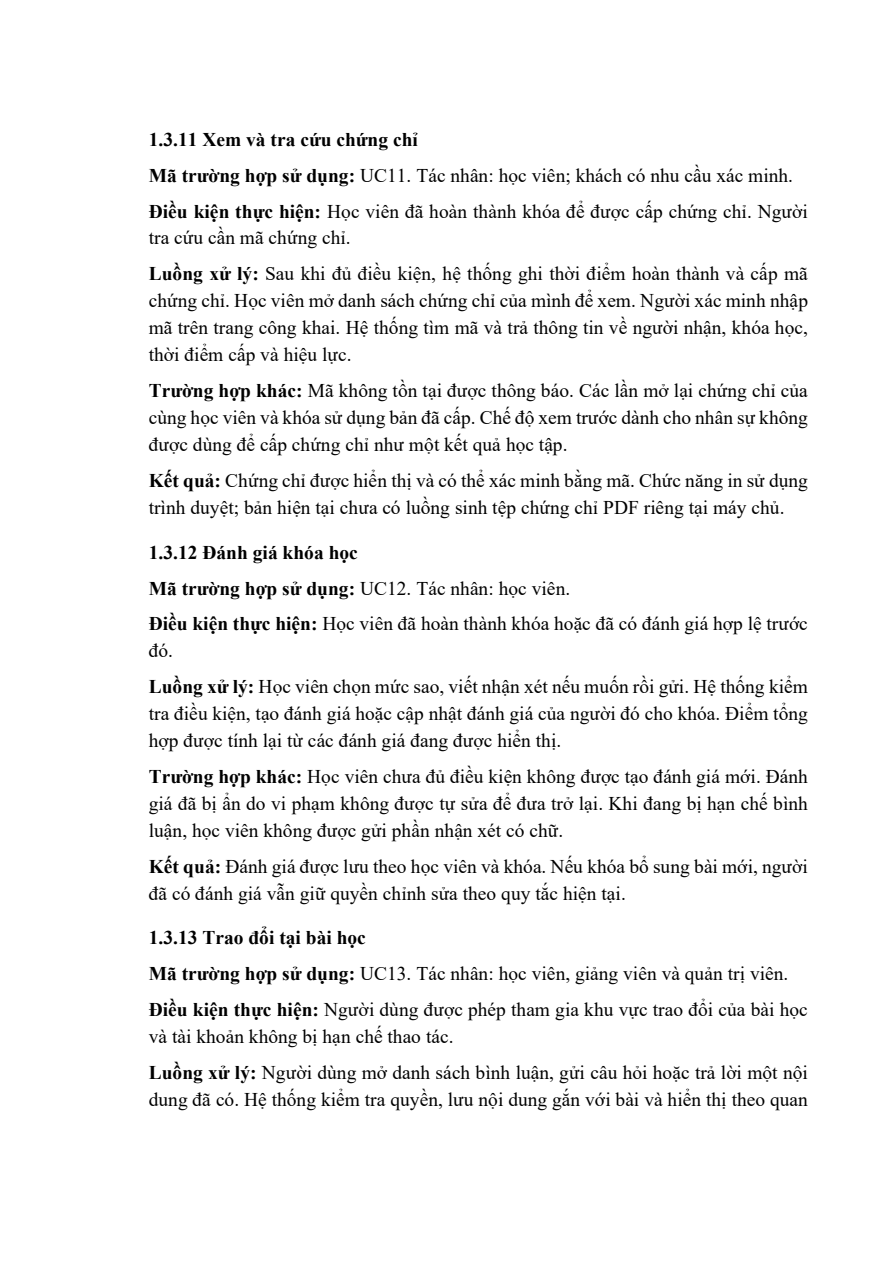 1.3.11 Xem và tra cứu chứng chỉ
Mã trường hợp sử dụng: UC11. Tác nhân: học viên; khách có nhu cầu xác minh.
Điều kiện thực hiện: Học viên đã hoàn thành khóa để được cấp chứng chỉ. Người
tra cứu cần mã chứng chỉ.
Luồng xử lý: Sau khi đủ điều kiện, hệ thống ghi thời điểm hoàn thành và cấp mã
chứng chỉ. Học viên mở danh sách chứng chỉ của mình để xem. Người xác minh nhập
mã trên trang công khai. Hệ thống tìm mã và trả thông tin về người nhận, khóa học,
thời điểm cấp và hiệu lực.
Trường hợp khác: Mã không tồn tại được thông báo. Các lần mở lại chứng chỉ của
cùng học viên và khóa sử dụng bản đã cấp. Chế độ xem trước dành cho nhân sự không
được dùng để cấp chứng chỉ như một kết quả học tập.
Kết quả: Chứng chỉ được hiển thị và có thể xác minh bằng mã. Chức năng in sử dụng
trình duyệt; bản hiện tại chưa có luồng sinh tệp chứng chỉ PDF riêng tại máy chủ.
1.3.12 Đánh giá khóa học
Mã trường hợp sử dụng: UC12. Tác nhân: học viên.
Điều kiện thực hiện: Học viên đã hoàn thành khóa hoặc đã có đánh giá hợp lệ trước
đó.
Luồng xử lý: Học viên chọn mức sao, viết nhận xét nếu muốn rồi gửi. Hệ thống kiểm
tra điều kiện, tạo đánh giá hoặc cập nhật đánh giá của người đó cho khóa. Điểm tổng
hợp được tính lại từ các đánh giá đang được hiển thị.
Trường hợp khác: Học viên chưa đủ điều kiện không được tạo đánh giá mới. Đánh
giá đã bị ẩn do vi phạm không được tự sửa để đưa trở lại. Khi đang bị hạn chế bình
luận, học viên không được gửi phần nhận xét có chữ.
Kết quả: Đánh giá được lưu theo học viên và khóa. Nếu khóa bổ sung bài mới, người
đã có đánh giá vẫn giữ quyền chỉnh sửa theo quy tắc hiện tại.
1.3.13 Trao đổi tại bài học
Mã trường hợp sử dụng: UC13. Tác nhân: học viên, giảng viên và quản trị viên.
Điều kiện thực hiện: Người dùng được phép tham gia khu vực trao đổi của bài học
và tài khoản không bị hạn chế thao tác.
Luồng xử lý: Người dùng mở danh sách bình luận, gửi câu hỏi hoặc trả lời một nội
dung đã có. Hệ thống kiểm tra quyền, lưu nội dung gắn với bài và hiển thị theo quan